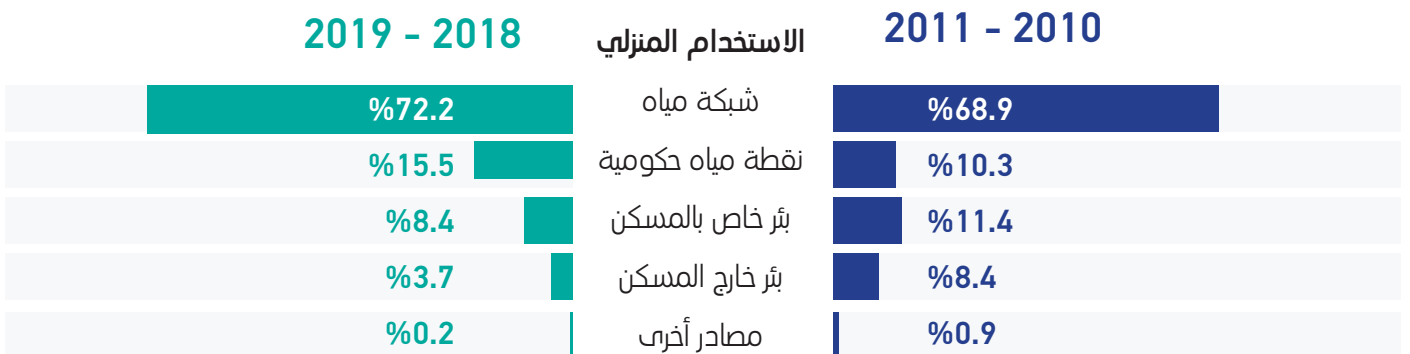 2011 - 2010 الاستخدام المنزلي 2019 - 2018
%68.9 شبكة مياه %72.2
%10.3 نقطة مياه حكومية %15.5
%11.4 بئر خاص بالمسكن %8.4
%8.4 بئر خارج المسكن %3.7
%0.9 مصادر أخرى %0.2